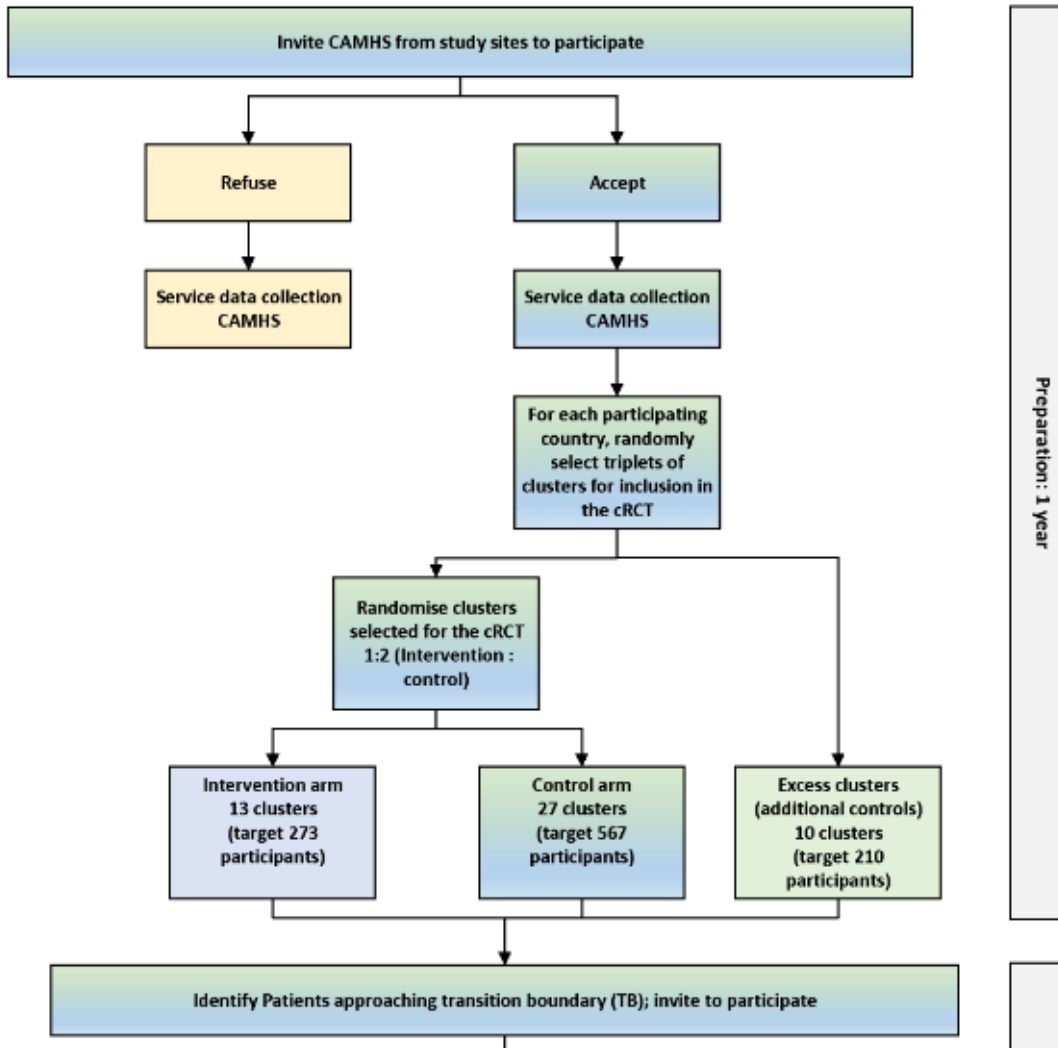 Invite CAMHS from study sites to participate
Refuse
Accept
Service data collection
CAMHS
Service data collection
CAMHS
For each participating
country, randomly
select triplets of
clusters for inclusion in
the cRCT
Randomise clusters
selected for the cRCT
1:2 (Intervention :
control)
Intervention arm
13 clusters
(target 273
participants)
Control arm
27 clusters
(target 567
participants)
Excess clusters
(additional controls)
10 clusters
(target 210
participants)
Identify Patients approaching transition boundary (TB); invite to participate
Preparation: 1 year